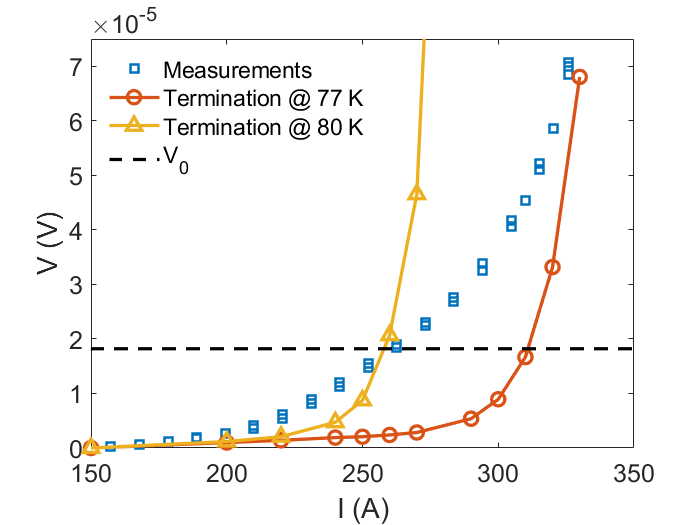 ×10⁻⁵
7
6
5
4
3
2
1
0
V (V)
Measurements
Termination @ 77 K
Termination @ 80 K
V₀
150 200 250 300 350
I (A)